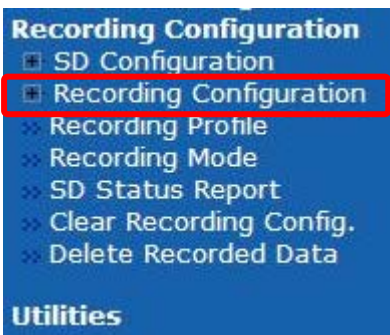 Recording Configuration
SD Configuration
Recording Configuration
Recording Profile
Recording Mode
SD Status Report
Clear Recording Config.
Delete Recorded Data
Utilities